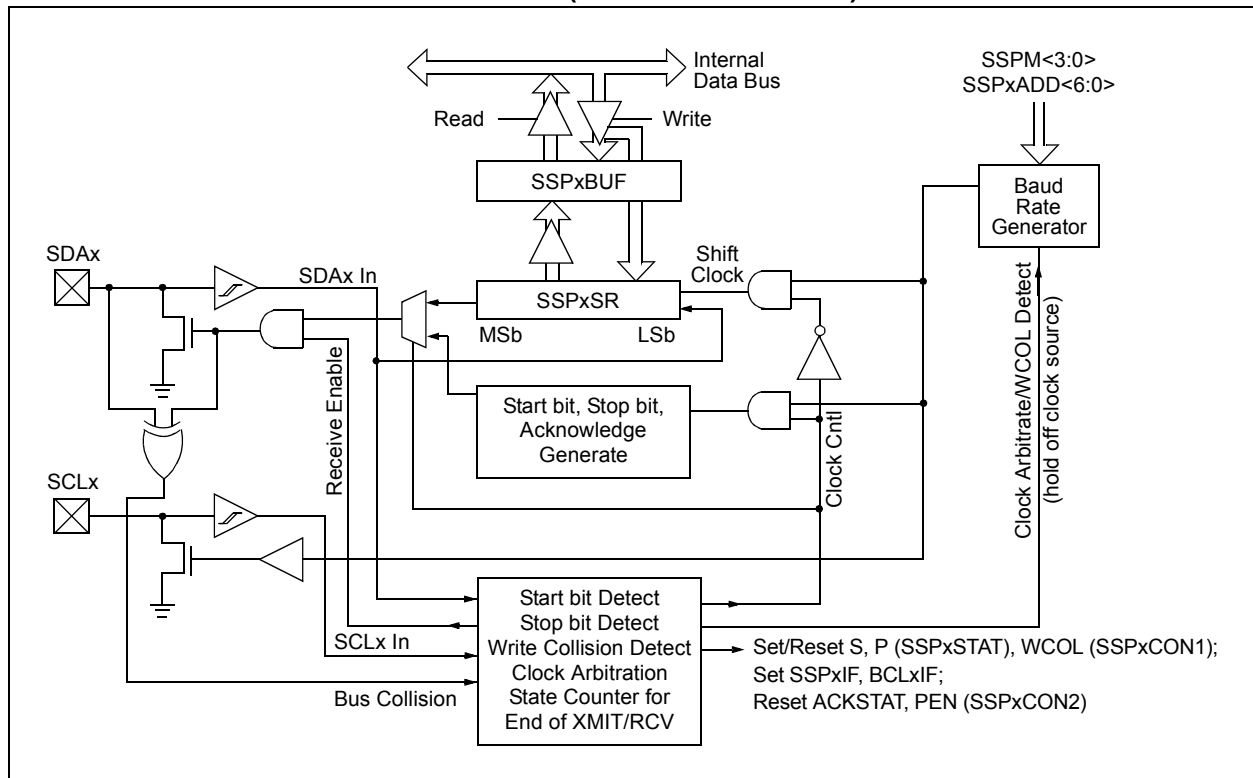 Internal
Data Bus
SSPM<3:0>
SSPxADD<6:0>
Read
Write
SSPxBUF
Baud
Rate
Generator
SDAx
SDAx In
Shift
Clock
SSPxSR
MSb
LSb
Start bit, Stop bit,
Acknowledge
Generate
Receive Enable
Clock Cntl
Clock Arbitrate/WCOL Detect
(hold off clock source)
SCLx
SCLx In
Bus Collision
Start bit Detect
Stop bit Detect
Write Collision Detect
Clock Arbitration
State Counter for
End of XMIT/RCV
Set/Reset S, P (SSPxSTAT), WCOL (SSPxCON1);
Set SSPxIF, BCLxIF;
Reset ACKSTAT, PEN (SSPxCON2)